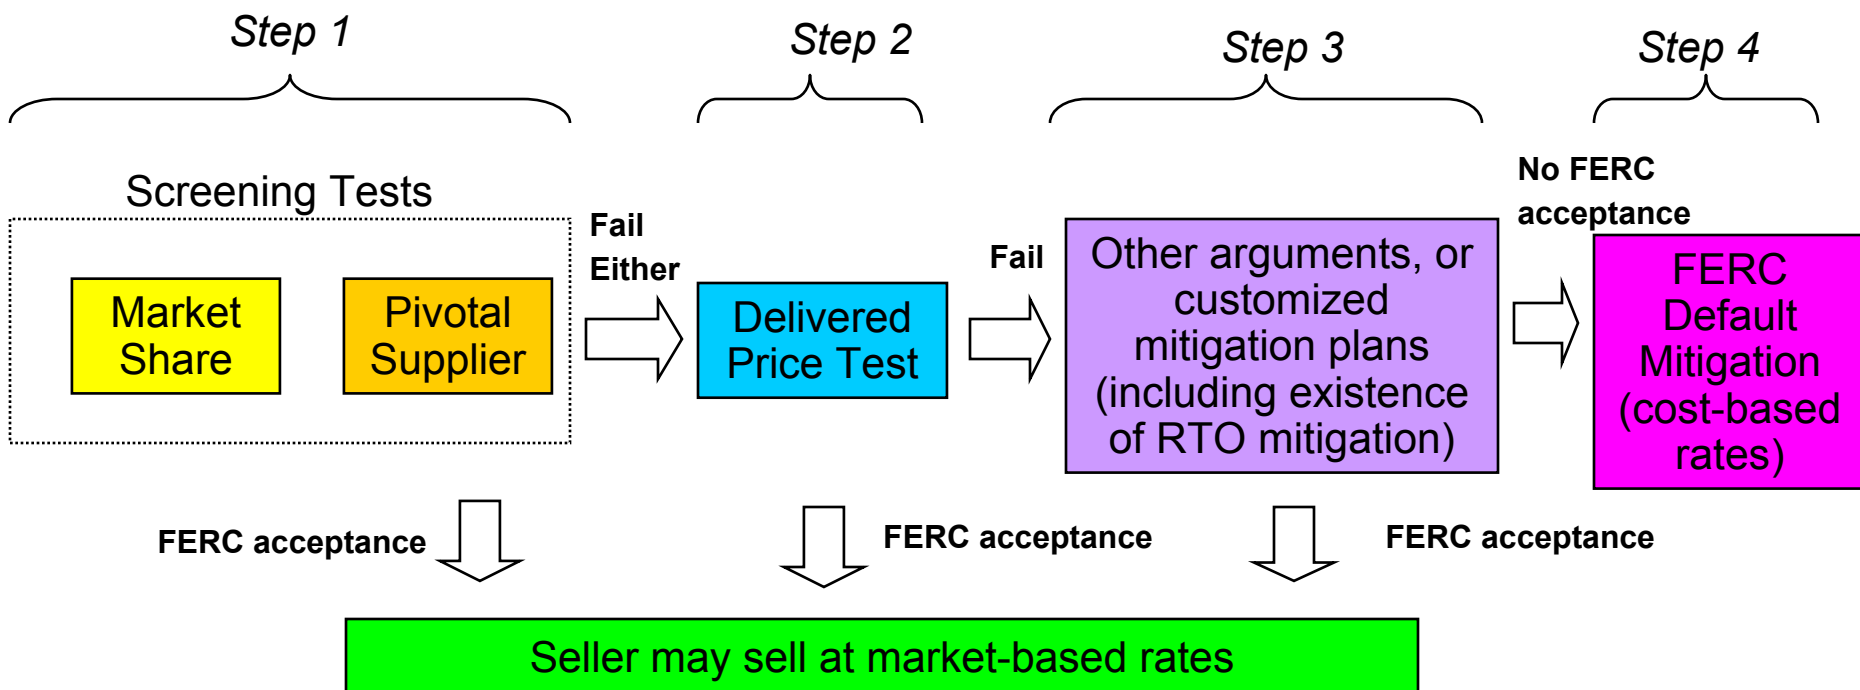 Step 1
Step 2
Step 3
Step 4
Screening Tests
Market
Share
Pivotal
Supplier
Fail
Either
Delivered
Price Test
Fail
Other arguments, or
customized
mitigation plans
(including existence
of RTO mitigation)
No FERC
acceptance
FERC
Default
Mitigation
(cost-based
rates)
FERC acceptance
FERC acceptance
FERC acceptance
Seller may sell at market-based rates